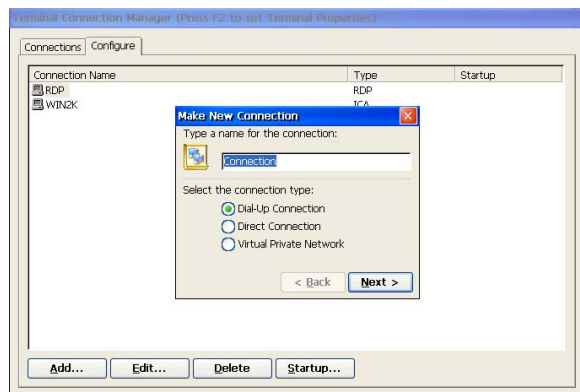 Terminal Connection Manager (Press F2 to set Terminal Properties)
Connections Configure
Connection Name Type Startup
RDP RDP
WIN2K ICA
Make New Connection
Type a name for the connection:
Connection
Select the connection type:
Dial-Up Connection
Direct Connection
Virtual Private Network
< Back Next >
Add... Edit... Delete Startup...